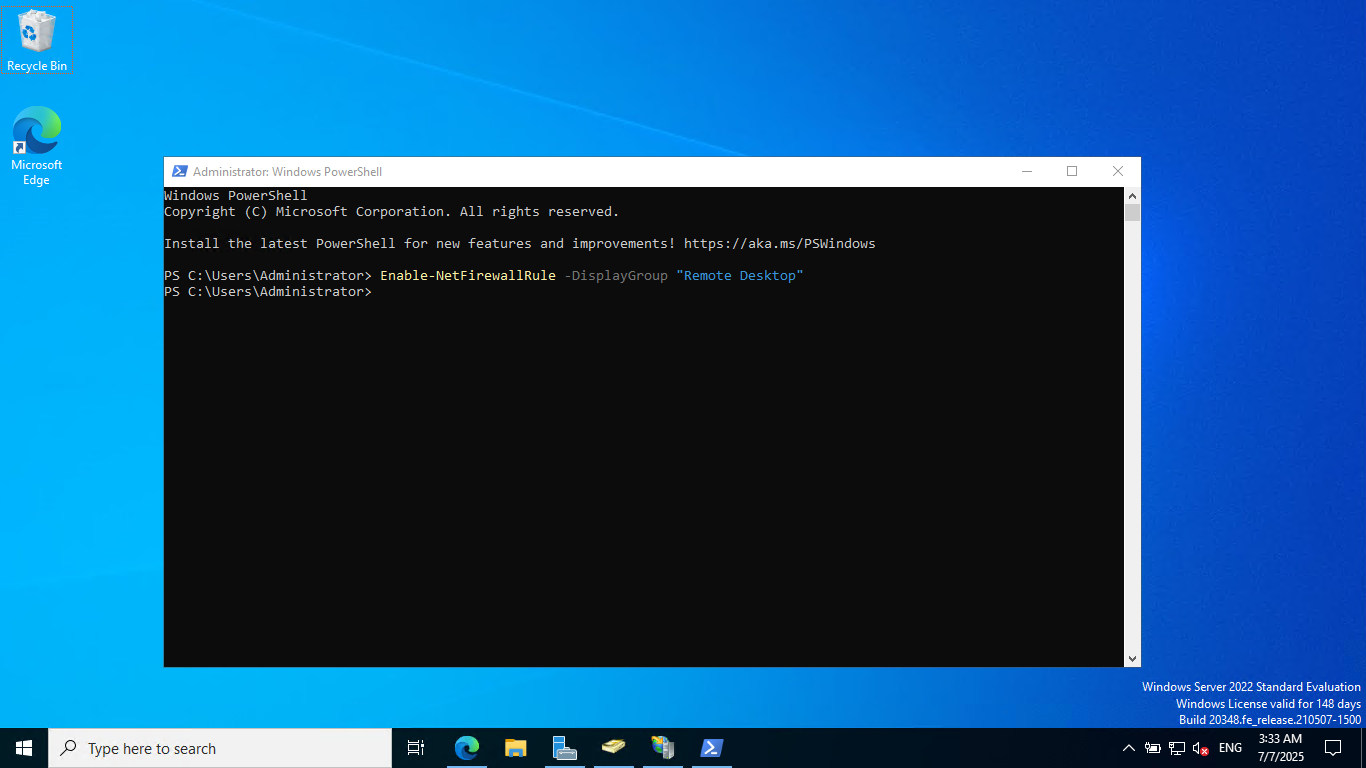 Recycle Bin
Microsoft
Edge
Administrator: Windows PowerShell
Windows PowerShell
Copyright (C) Microsoft Corporation. All rights reserved.
Install the latest PowerShell for new features and improvements! https://aka.ms/PSWindows
PS C:\Users\Administrator> Enable-NetFirewallRule -DisplayGroup "Remote Desktop"
PS C:\Users\Administrator>
Windows Server 2022 Standard Evaluation
Windows License valid for 148 days
Build 20348.fe_release.210507-1500
Type here to search
ENG
3:33 AM
7/7/2025